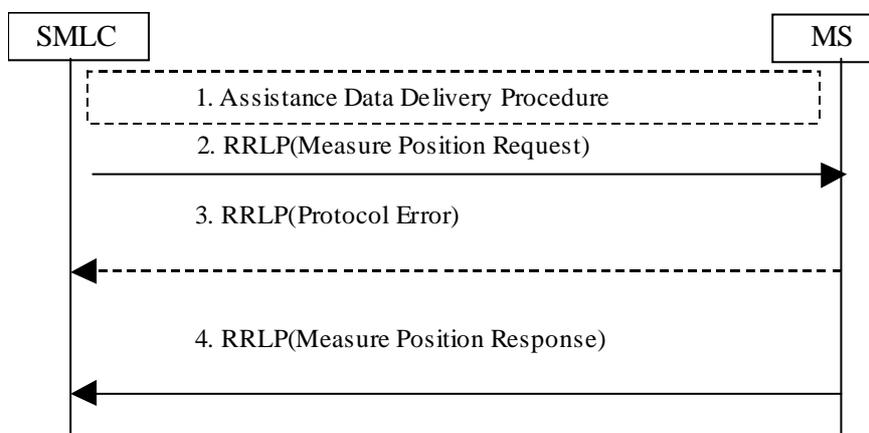 SMLC
MS
1. Assistance Data Delivery Procedure
2. RRLP(Measure Position Request)
3. RRLP(Protocol Error)
4. RRLP(Measure Position Response)